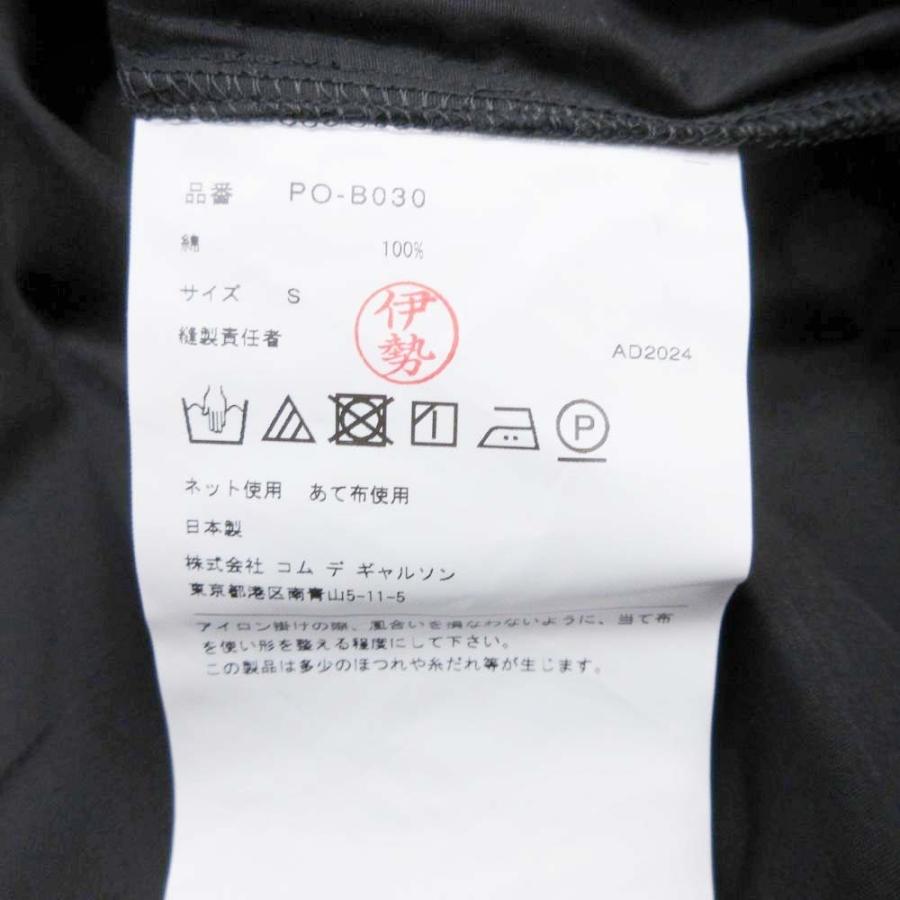 品番 PO-B030
綿 100%
サイズ S
伊勢
縫製責任者
AD2024
P
ネット使用 あて布使用
日本製
株式会社 コム デ ギャルソン
東京都港区南青山5-11-5
アイロン掛けの際、風合いを損なわないように、当て布
を使い形を整える程度にして下さい。
この製品は多少のほつれや糸だれ等が生じます。